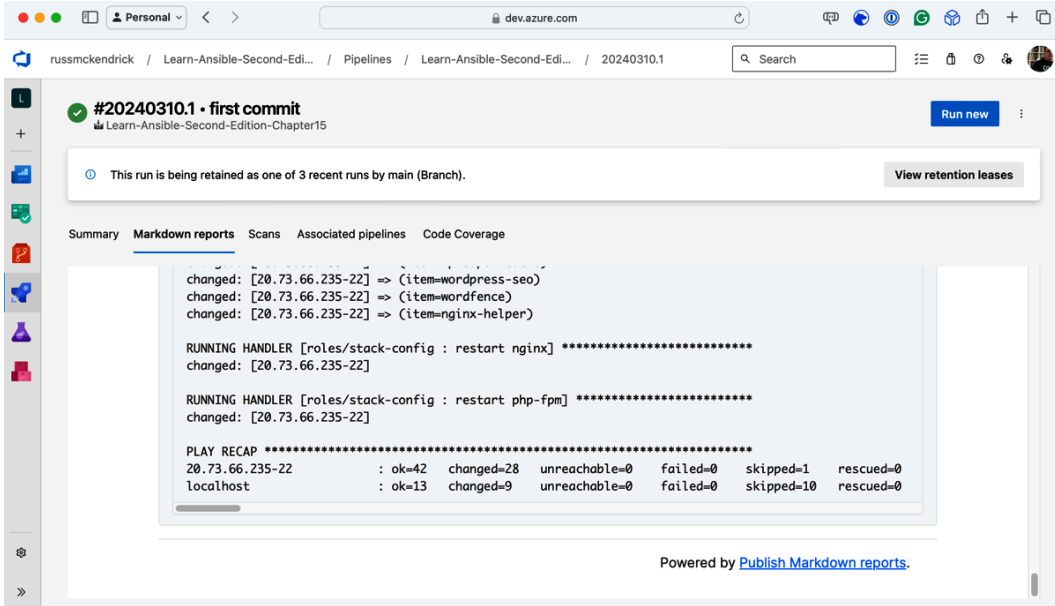 Personal
dev.azure.com
russmckendrick / Learn-Ansible-Second-Edi... / Pipelines / Learn-Ansible-Second-Edi... / 20240310.1
Search
L
#20240310.1 • first commit
Learn-Ansible-Second-Edition-Chapter15
Run new
This run is being retained as one of 3 recent runs by main (Branch).
View retention leases
Summary Markdown reports Scans Associated pipelines Code Coverage
changed: [20.73.66.235-22] => (item=wordpress-seo)
changed: [20.73.66.235-22] => (item=wordfence)
changed: [20.73.66.235-22] => (item=nginx-helper)
RUNNING HANDLER [roles/stack-config : restart nginx] ***************************
changed: [20.73.66.235-22]
RUNNING HANDLER [roles/stack-config : restart php-fpm] *************************
changed: [20.73.66.235-22]
PLAY RECAP *********************************************************************
20.73.66.235-22 : ok=42 changed=28 unreachable=0 failed=0 skipped=1 rescued=0
localhost : ok=13 changed=9 unreachable=0 failed=0 skipped=10 rescued=0
Powered by Publish Markdown reports.